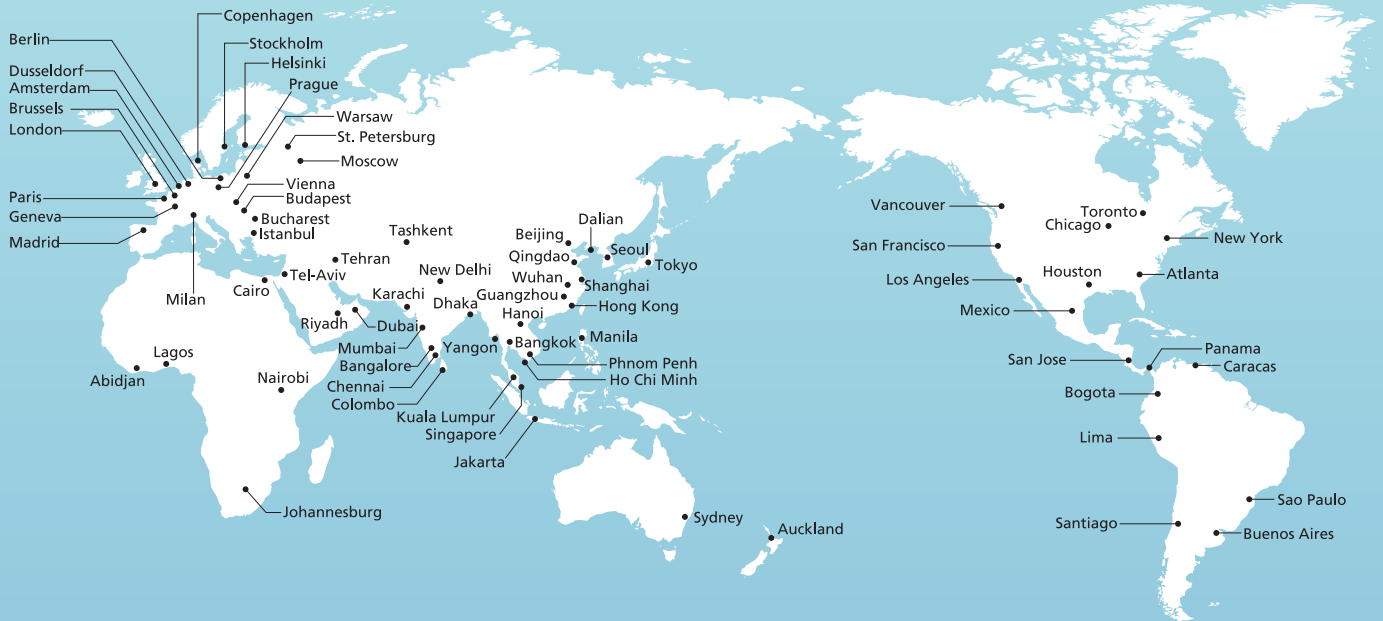 Copenhagen
Berlin
Stockholm
Helsinki
Dusseldorf
Prague
Amsterdam
Brussels
Warsaw
London
St. Petersburg
Moscow
Vienna
Paris
Budapest
Geneva
Bucharest
Istanbul
Madrid
Milan
Cairo
Tel-Aviv
Tehran
Tashkent
Riyadh
Dubai
Karachi
New Delhi
Dhaka
Mumbai
Bangalore
Chennai
Colombo
Lagos
Abidjan
Nairobi
Johannesburg
Beijing
Dalian
Qingdao
Seoul
Tokyo
Wuhan
Shanghai
Guangzhou
Hong Kong
Hanoi
Yangon
Bangkok
Manila
Phnom Penh
Ho Chi Minh
Kuala Lumpur
Singapore
Jakarta
Sydney
Auckland
Vancouver
Toronto
Chicago
New York
San Francisco
Los Angeles
Houston
Atlanta
Mexico
San Jose
Panama
Caracas
Bogota
Lima
Sao Paulo
Santiago
Buenos Aires